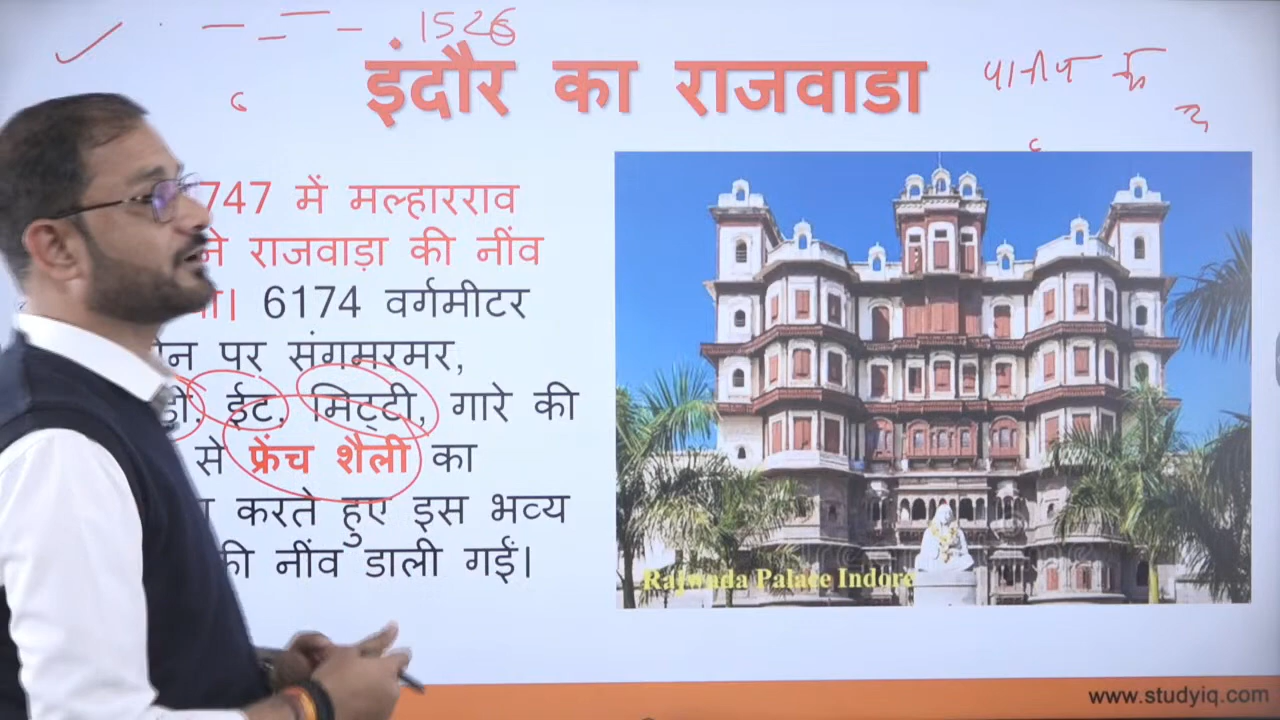 1526
इंदौर का राजवाडा
747 में मल्हारराव
ने राजवाड़ा की नींव
6174 वर्गमीटर
पर संगमरमर,
ईट, मिट्टी, गारे की
से फ्रेंच शैली का
करते हुए इस भव्य
की नींव डाली गईं।
Rajwada Palace Indore
www.studyiq.com